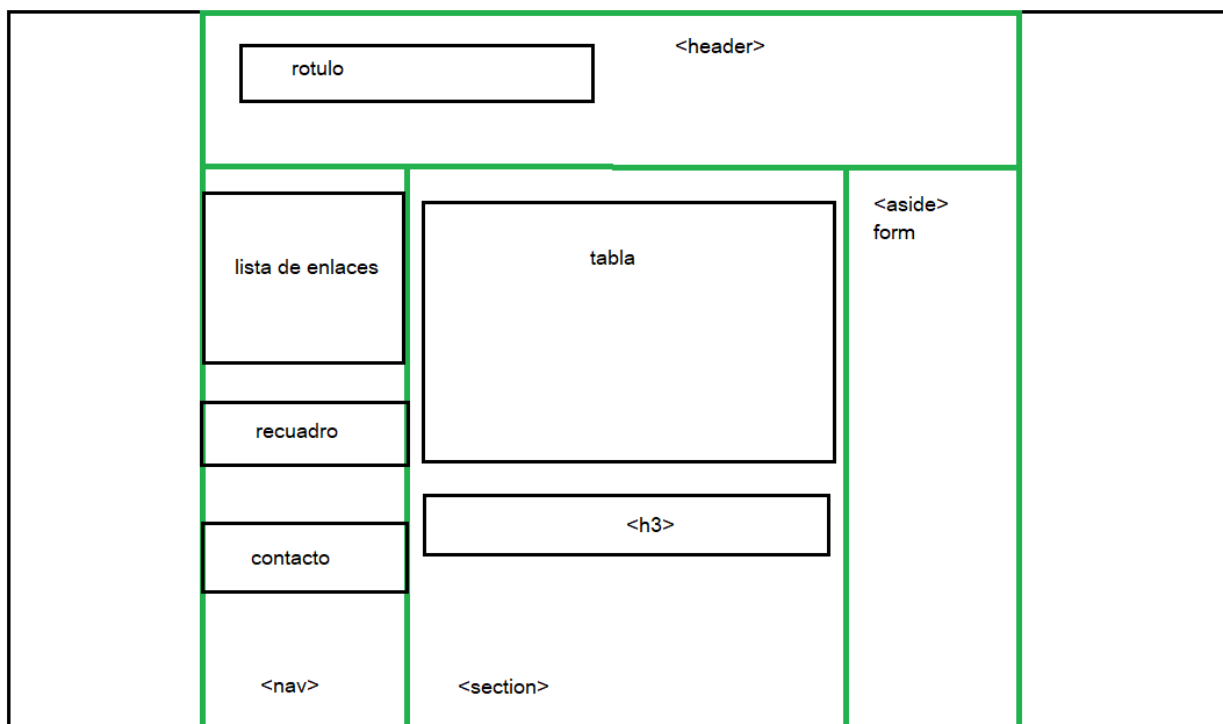 rotulo
<header>
lista de enlaces
recuadro
contacto
<nav>
tabla
<h3>
<section>
<aside>
form